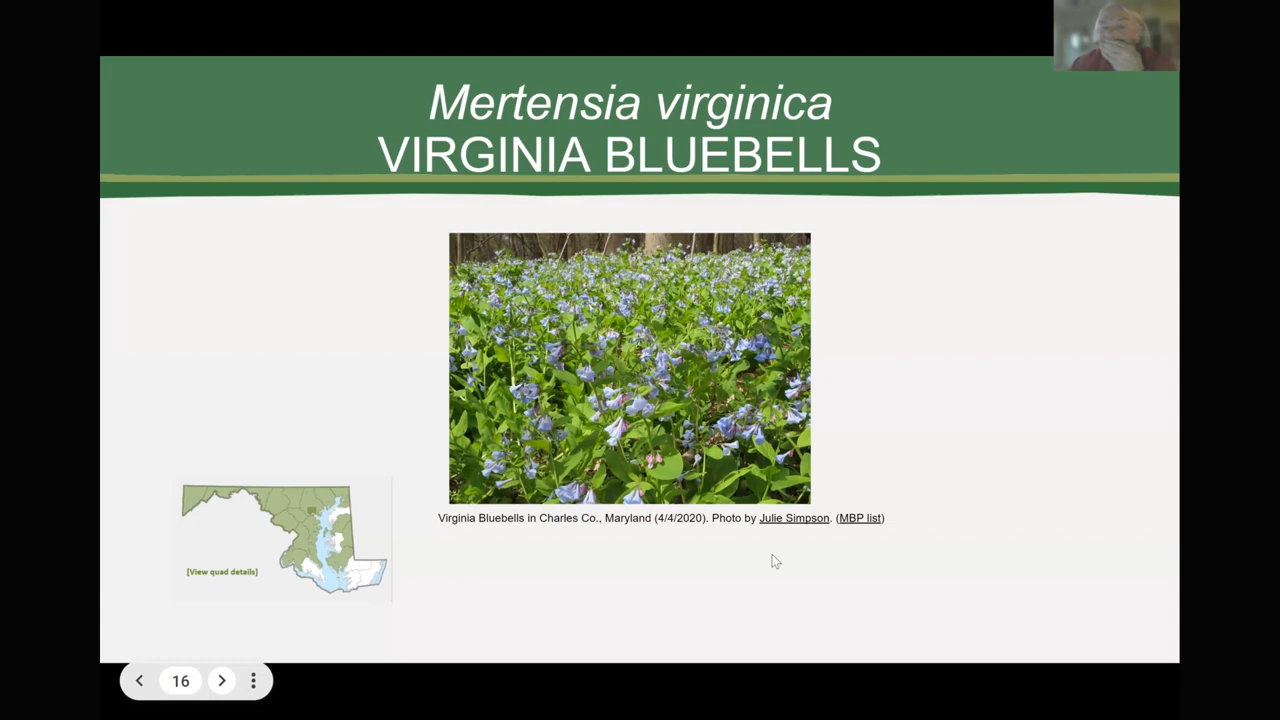 Mertensia virginica
VIRGINIA BLUEBELLS
Virginia Bluebells in Charles Co., Maryland (4/4/2020). Photo by Julie Simpson. (MBP list)
[View quad details]
16